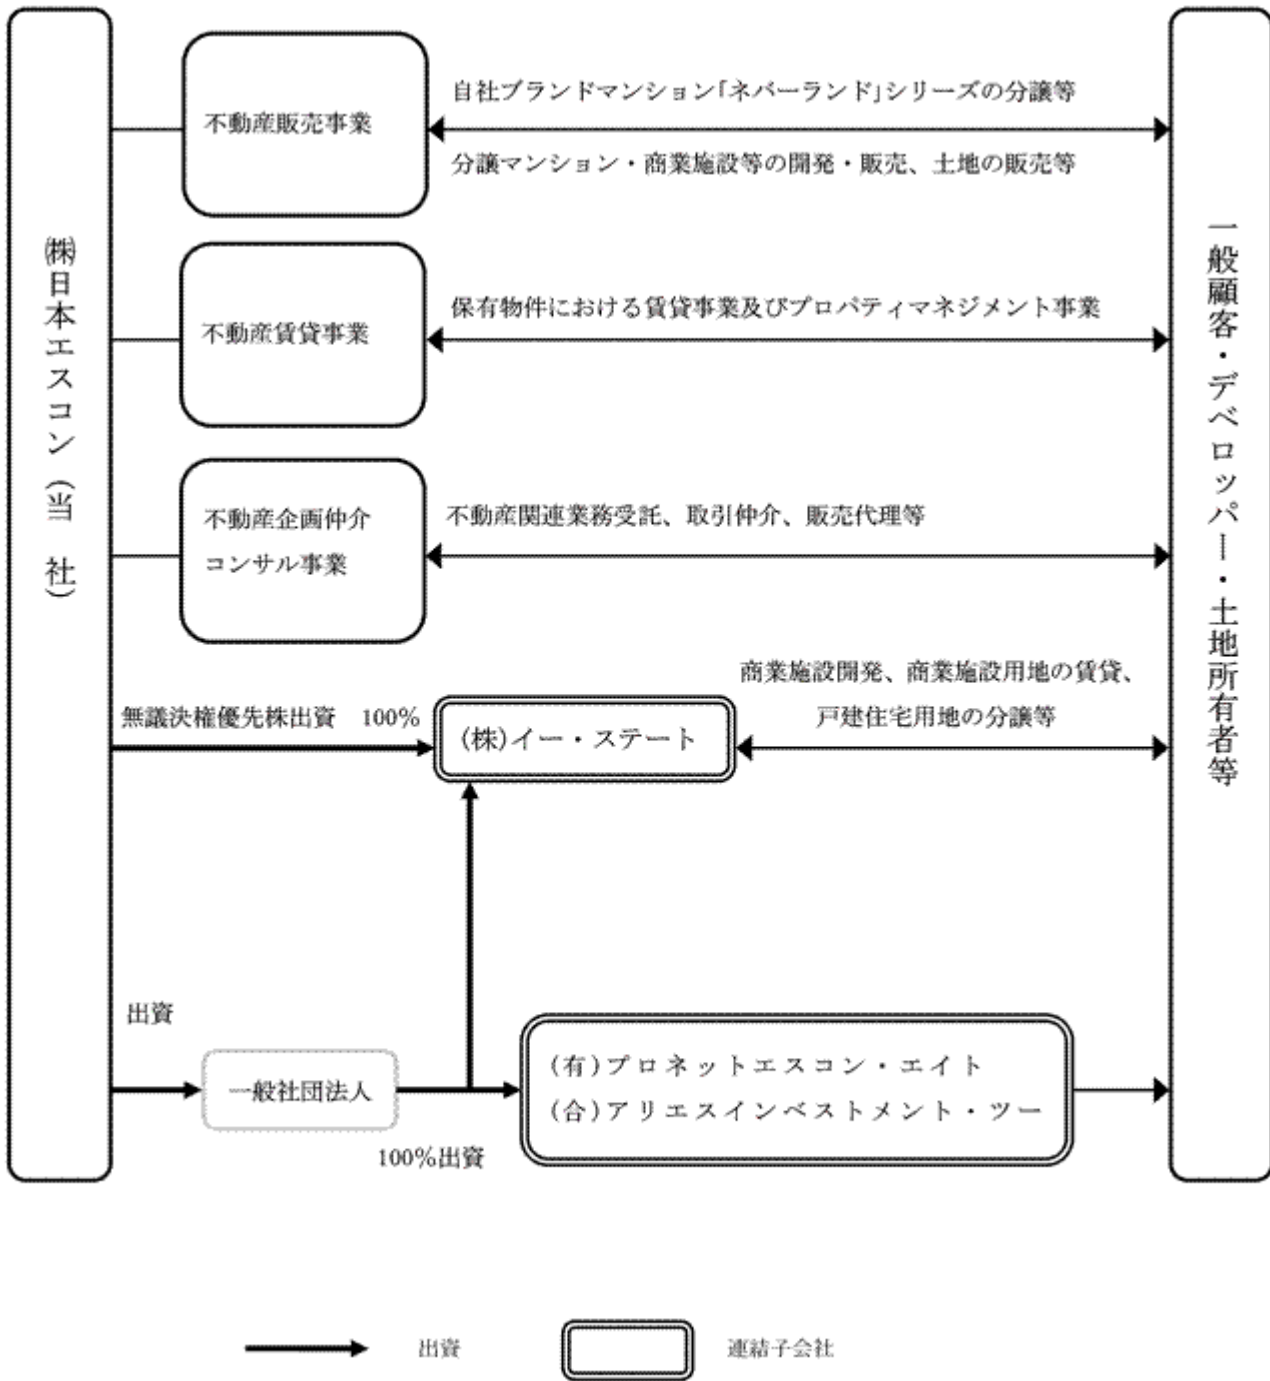 ㈱日本エスコン（当　社）
不動産販売事業
自社ブランドマンション「ネバーランド」シリーズの分譲等
分譲マンション・商業施設等の開発・販売、土地の販売等
不動産賃貸事業
保有物件における賃貸事業及びプロパティマネジメント事業
不動産企画仲介
コンサル事業
不動産関連業務受託、取引仲介、販売代理等
無議決権優先株出資　100%
(株)イー・ステート
商業施設開発、商業施設用地の賃貸、
戸建住宅用地の分譲等
出資
一般社団法人
100%出資
(有)プロネットエスコン・エイト
(合)アリエスインベストメント・ツー
一般顧客・デベロッパー・土地所有者等
出資
連結子会社